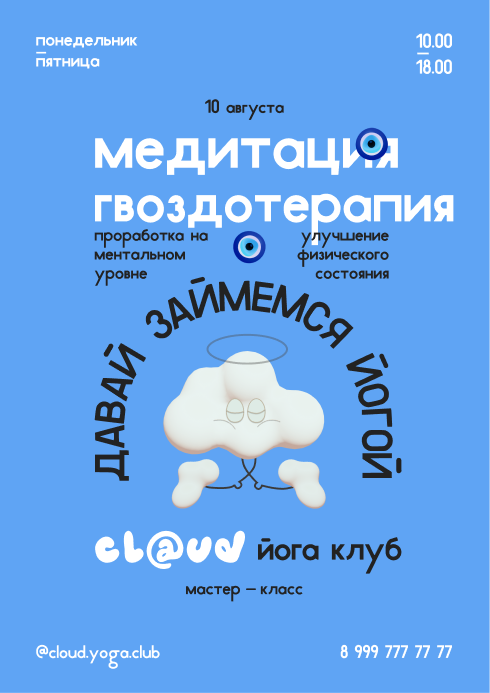 понедельник
—
пятница
10.00
—
18.00
10 августа
медитация
гвоздотерапия
проработка на
ментальном
уровне
улучшение
физического
состояния
ДАВАЙ ЗАЙМЕМСЯ ЙОГОЙ
cl@ud йога клуб
мастер – класс
@cloud.yoga.club
8 999 777 77 77